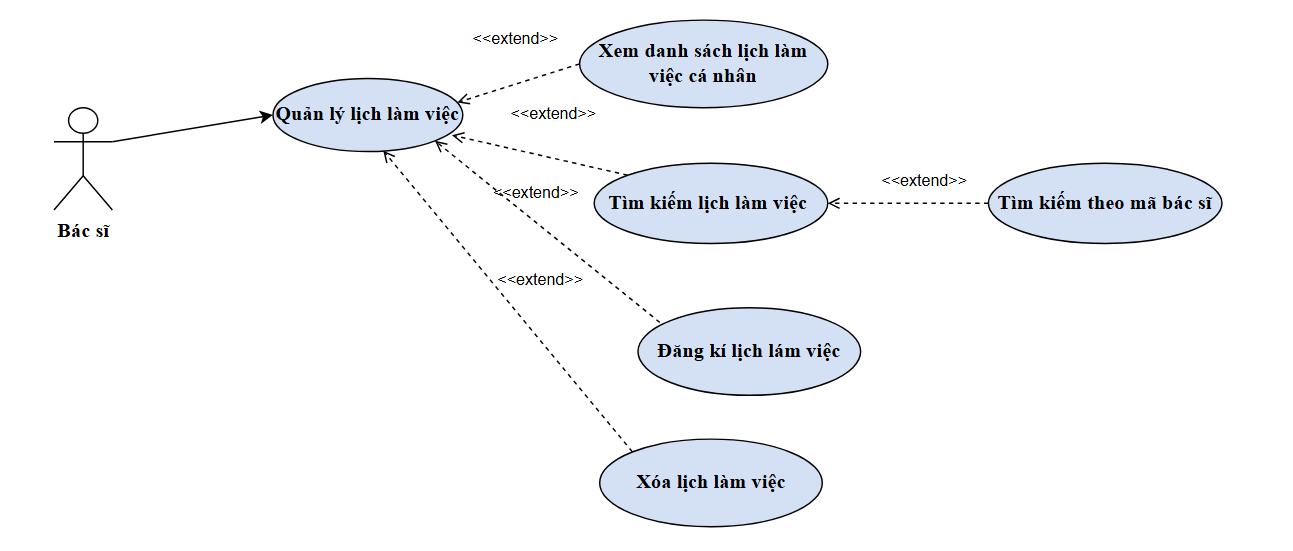 <<extend>>
Xem danh sách lịch làm
việc cá nhân
Quản lý lịch làm việc
<<extend>>
<<extend>>
Tìm kiếm lịch làm việc
<<extend>>
Tìm kiếm theo mã bác sĩ
Bác sĩ
<<extend>>
Đăng kí lịch lám việc
Xóa lịch làm việc